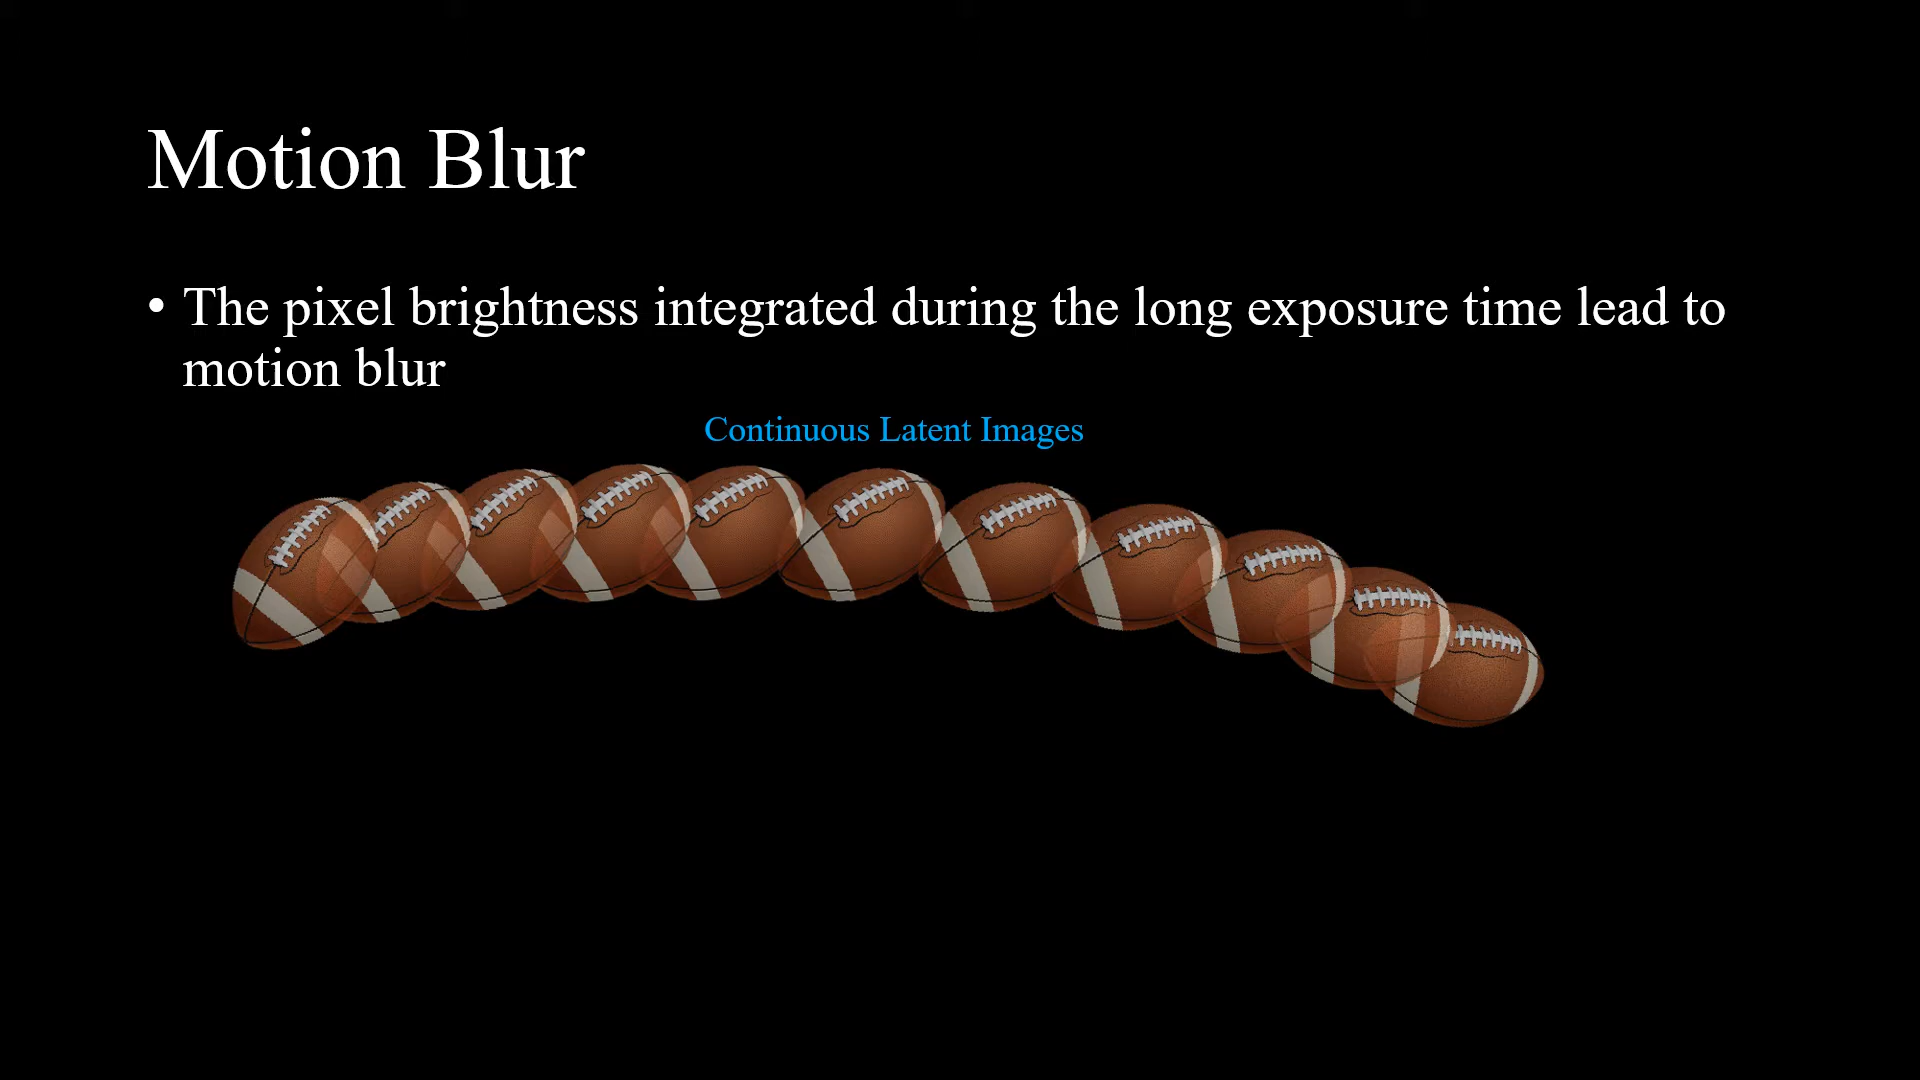 Motion Blur
• The pixel brightness integrated during the long exposure time lead to
motion blur
Continuous Latent Images